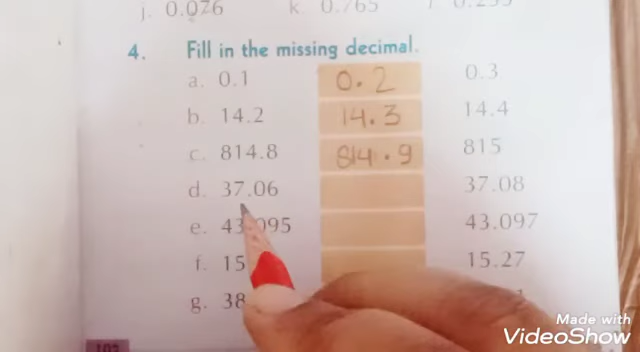 j. 0.076 k. 0.765
4. Fill in the missing decimal.
a. 0.1 0.2 0.3
b. 14.2 14.3 14.4
c. 814.8 814.9 815
d. 37.06 37.08
e. 43.095 43.097
f. 15 15.27
g. 38
102
Made with
VideoShow